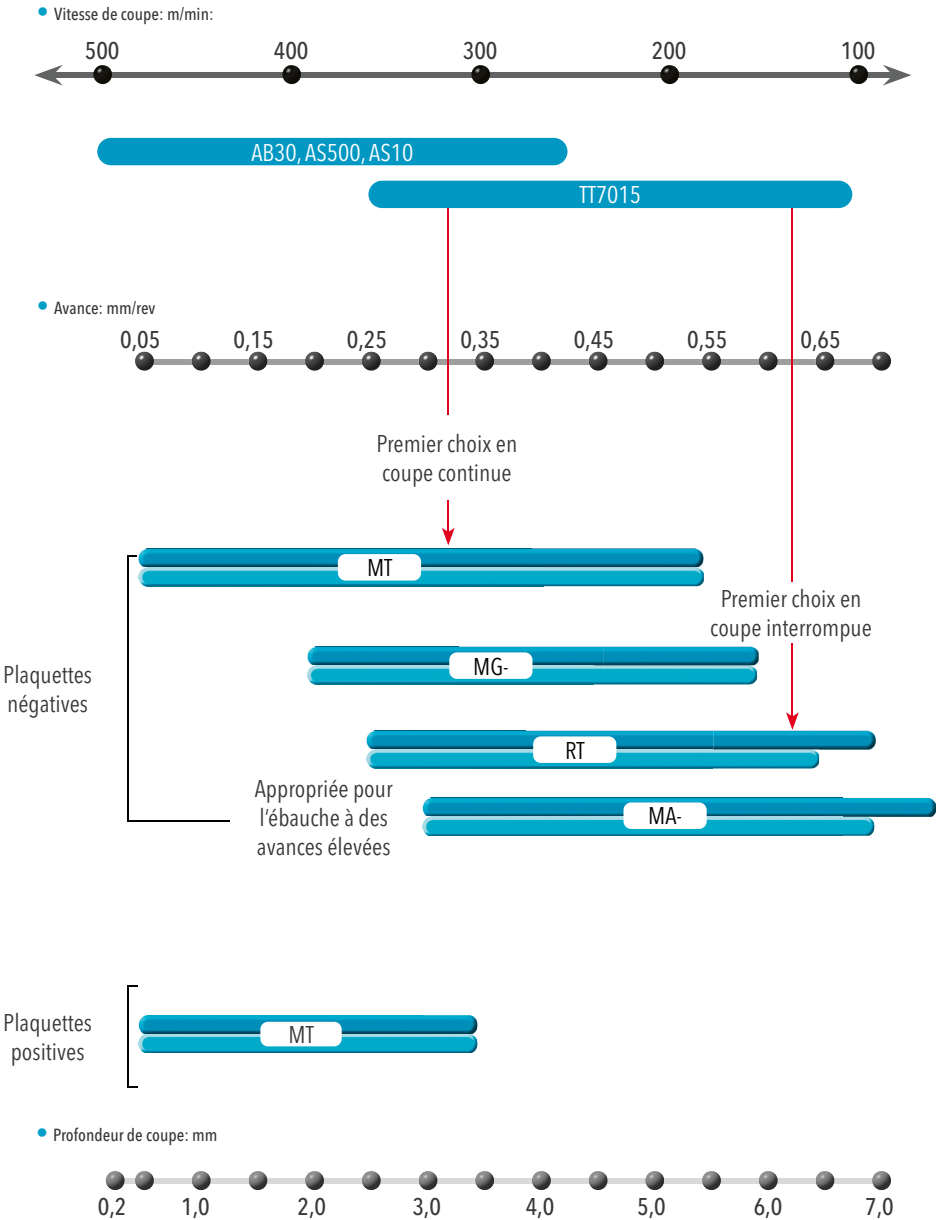 Vitesse de coupe: m/min:
500 400 300 200 100
AB30, AS500, AS10
TT7015
Avance: mm/rev
0,05 0,15 0,25 0,35 0,45 0,55 0,65
Premier choix en
coupe continue
MT
Premier choix en
coupe interrompue
MG-
Plaquettes
négatives
RT
Appropriée pour
l'ébauche à des
avances élevées
MA-
Plaquettes
positives
MT
Profondeur de coupe: mm
0,2 1,0 2,0 3,0 4,0 5,0 6,0 7,0